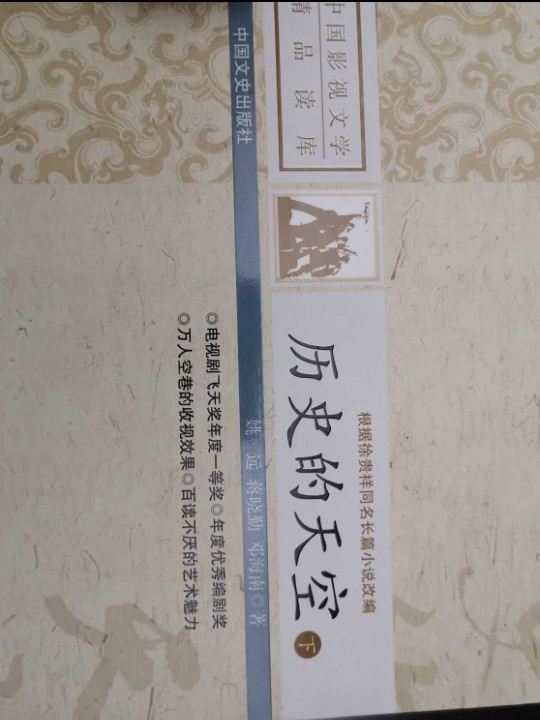 中国影视文学
精品读库
根据徐贵祥同名长篇小说改编
历史的天空 下
姚 远 蒋晓勤 邓海南◎著
◎电视剧飞天奖年度一等奖◎年度优秀编剧奖
◎万人空巷的收视效果◎百读不厌的艺术魅力
中国文史出版社